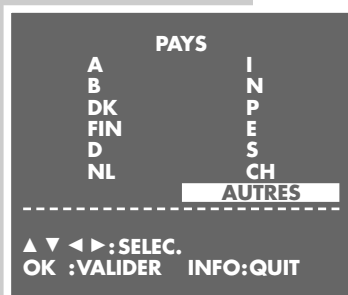 PAYS
A I
B N
DK P
FIN E
D S
NL CH
AUTRES
▲ ▼ ◄ ►: SELEC.
OK :VALIDER INFO:QUIT